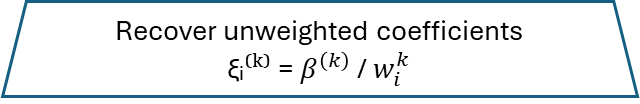 Recover unweighted coefficients
ξᵢ⁽ᵏ⁾ = β⁽ᵏ⁾ / wᵢᵏ